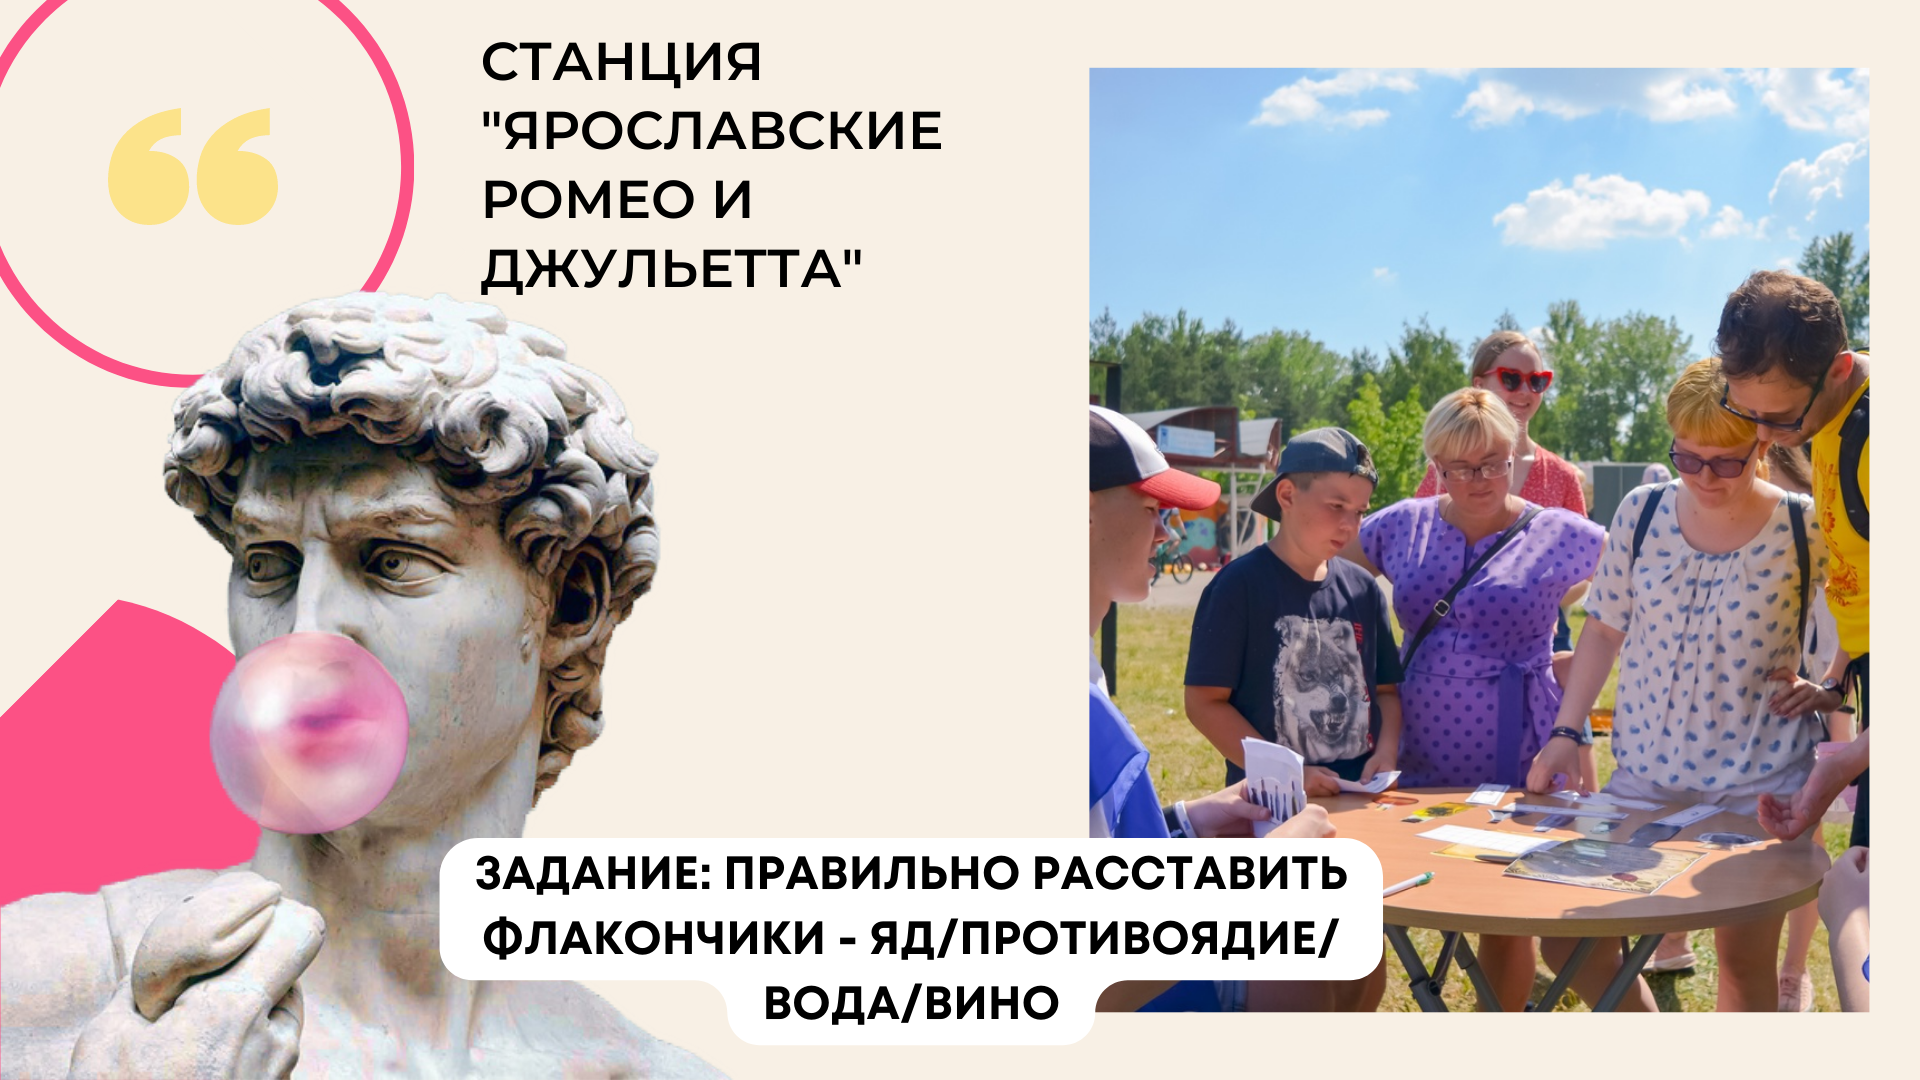 СТАНЦИЯ
"ЯРОСЛАВСКИЕ
РОМЕО И
ДЖУЛЬЕТТА"
ЗАДАНИЕ: ПРАВИЛЬНО РАССТАВИТЬ
ФЛАКОНЧИКИ - ЯД/ПРОТИВОЯДИЕ/
ВОДА/ВИНО